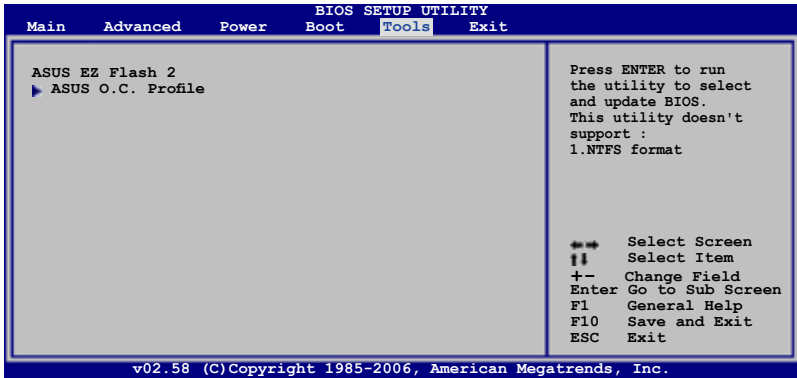 BIOS SETUP UTILITY
Main Advanced Power Boot Tools Exit
ASUS EZ Flash 2
ASUS O.C. Profile
Press ENTER to run
the utility to select
and update BIOS.
This utility doesn't
support :
1.NTFS format
←→ Select Screen
↑↓ Select Item
+- Change Field
Enter Go to Sub Screen
F1 General Help
F10 Save and Exit
ESC Exit
v02.58 (C)Copyright 1985-2006, American Megatrends, Inc.